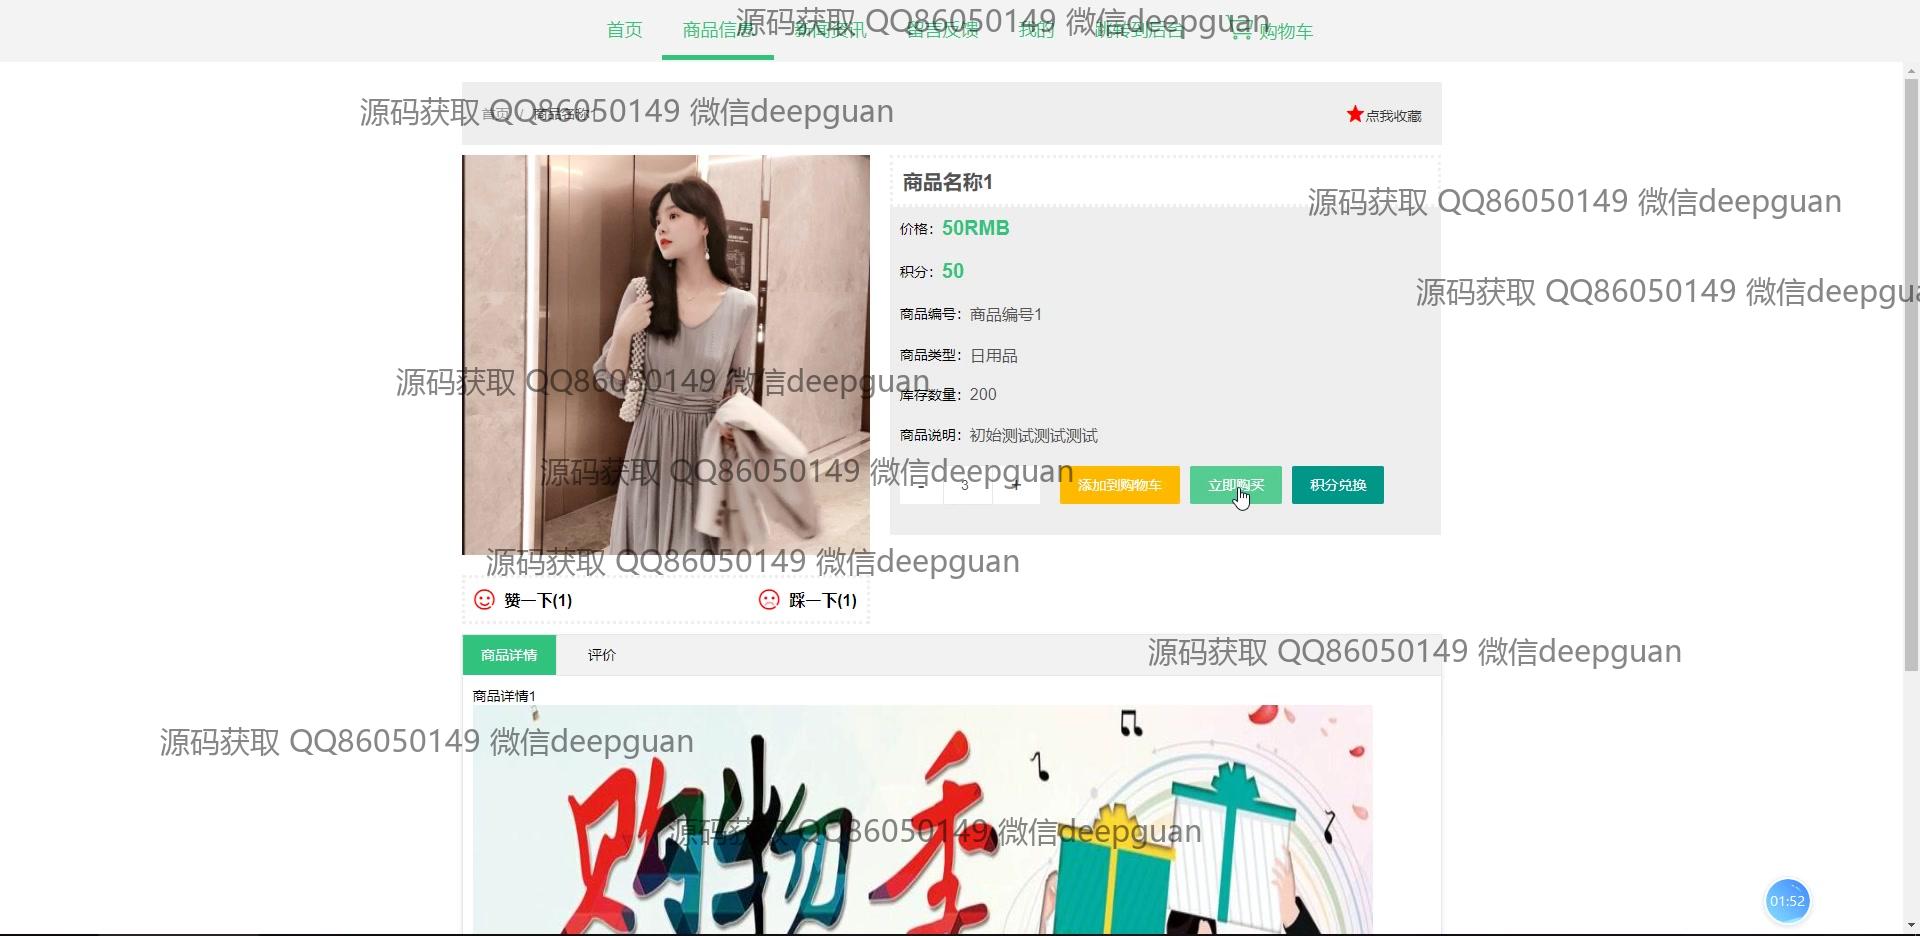 首页 商品信息 新闻资讯 留言反馈 我的 跳转到后台 购物车
源码获取 QQ86050149 微信deepguan
首页 / 商品名称1
点我收藏
源码获取 QQ86050149 微信deepguan
商品名称1
源码获取 QQ86050149 微信deepguan
价格： 50RMB
积分： 50
源码获取 QQ86050149 微信deepgua
商品编号： 商品编号1
商品类型： 日用品
源码获取 QQ86050149 微信deepguan
库存数量： 200
商品说明： 初始测试测试测试
源码获取 QQ86050149 微信deepguan
- 3 + 添加到购物车 立即购买 积分兑换
源码获取 QQ86050149 微信deepguan
赞一下(1) 踩一下(1)
商品详情 评价
源码获取 QQ86050149 微信deepguan
商品详情1
源码获取 QQ86050149 微信deepguan
购物季
源码获取 QQ86050149 微信deepguan
01:52